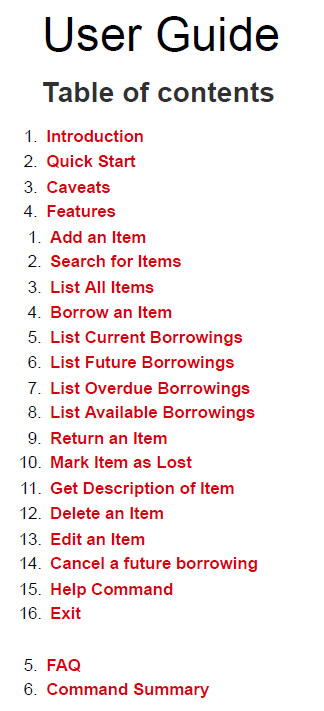 User Guide
Table of contents
1. Introduction
2. Quick Start
3. Caveats
4. Features
1. Add an Item
2. Search for Items
3. List All Items
4. Borrow an Item
5. List Current Borrowings
6. List Future Borrowings
7. List Overdue Borrowings
8. List Available Borrowings
9. Return an Item
10. Mark Item as Lost
11. Get Description of Item
12. Delete an Item
13. Edit an Item
14. Cancel a future borrowing
15. Help Command
16. Exit
5. FAQ
6. Command Summary